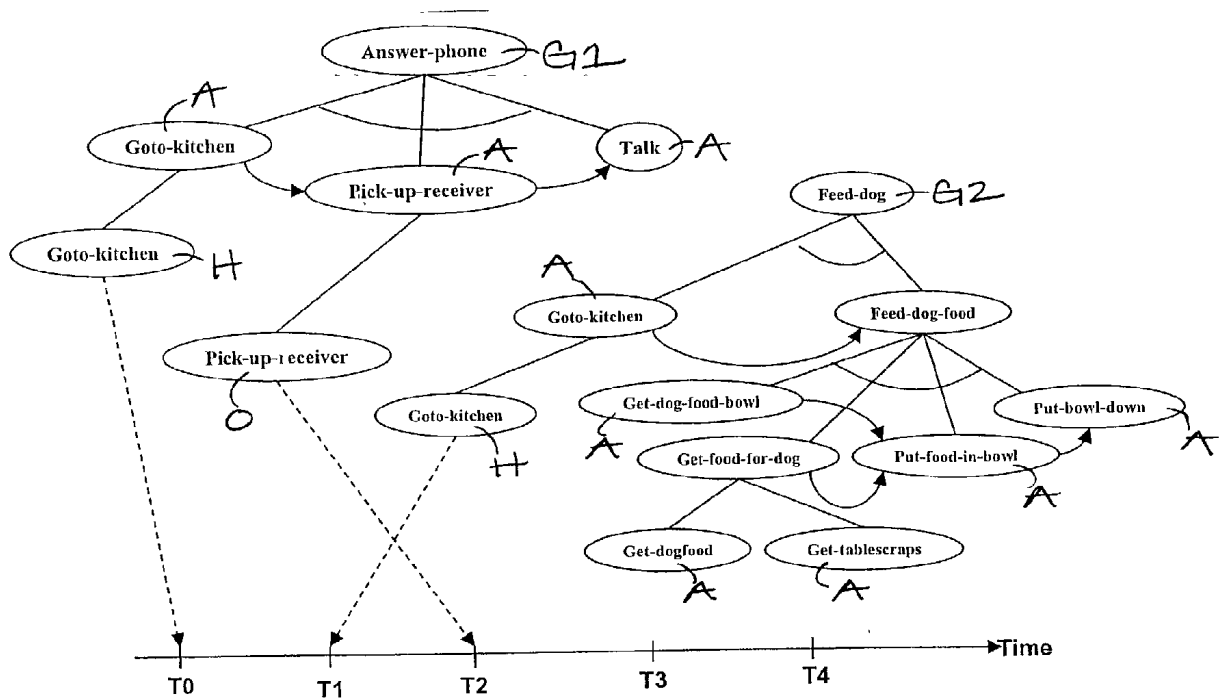 Answer-phone
G1
A
Goto-kitchen
A
Talk
A
Pick-up-receiver
Feed-dog
G2
Goto-kitchen
H
A
Goto-kitchen
Feed-dog-food
Pick-up-receiver
O
Goto-kitchen
H
Get-dog-food-bowl
A
Put-bowl-down
A
Get-food-for-dog
Put-food-in-bowl
A
Get-dogfood
A
Get-tablescraps
A
Time
T0
T1
T2
T3
T4